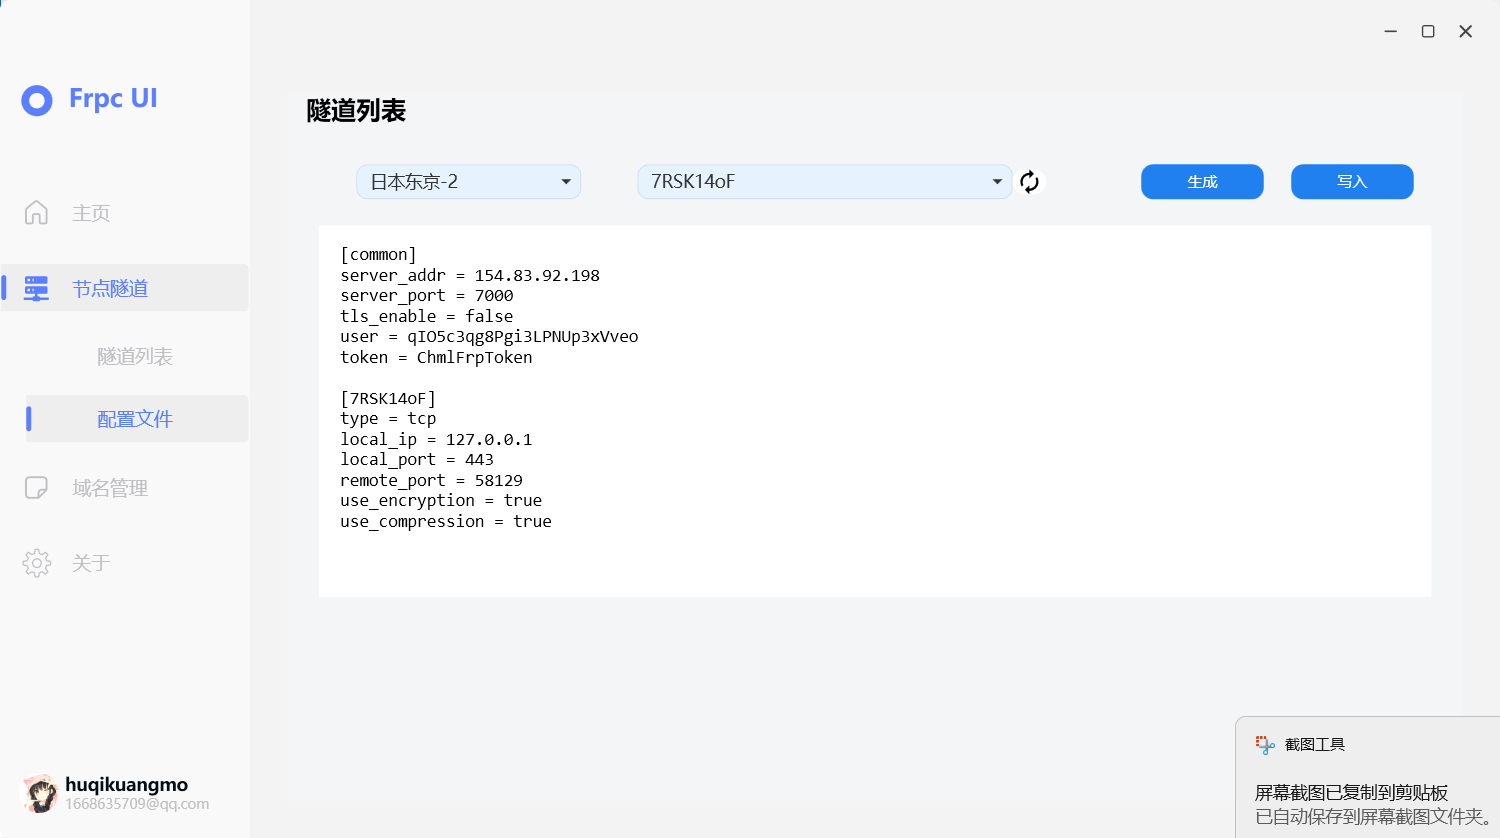 Frpc UI
主页
节点隧道
隧道列表
配置文件
域名管理
关于
huqikuangmo
1668635709@qq.com
隧道列表
日本东京-2
7RSK14oF
生成
写入
[common]
server_addr = 154.83.92.198
server_port = 7000
tls_enable = false
user = qIO5c3qg8Pgi3LPNUp3xVveo
token = ChmlFrpToken
[7RSK14oF]
type = tcp
local_ip = 127.0.0.1
local_port = 443
remote_port = 58129
use_encryption = true
use_compression = true
截图工具
屏幕截图已复制到剪贴板
已自动保存到屏幕截图文件夹。